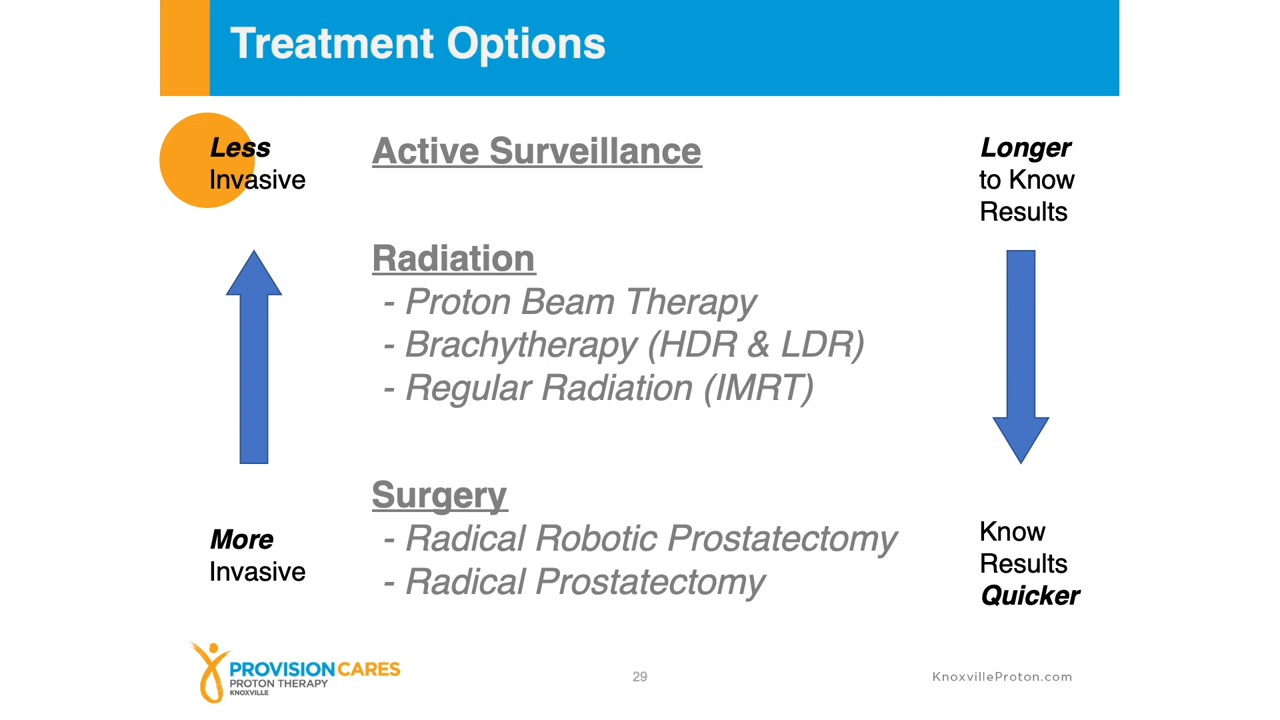 Treatment Options
Less
Invasive
Active Surveillance
Longer
to Know
Results
Radiation
- Proton Beam Therapy
- Brachytherapy (HDR & LDR)
- Regular Radiation (IMRT)
Surgery
- Radical Robotic Prostatectomy
- Radical Prostatectomy
More
Invasive
Know
Results
Quicker
PROVISION CARES
PROTON THERAPY
KNOXVILLE
29
KnoxvilleProton.com